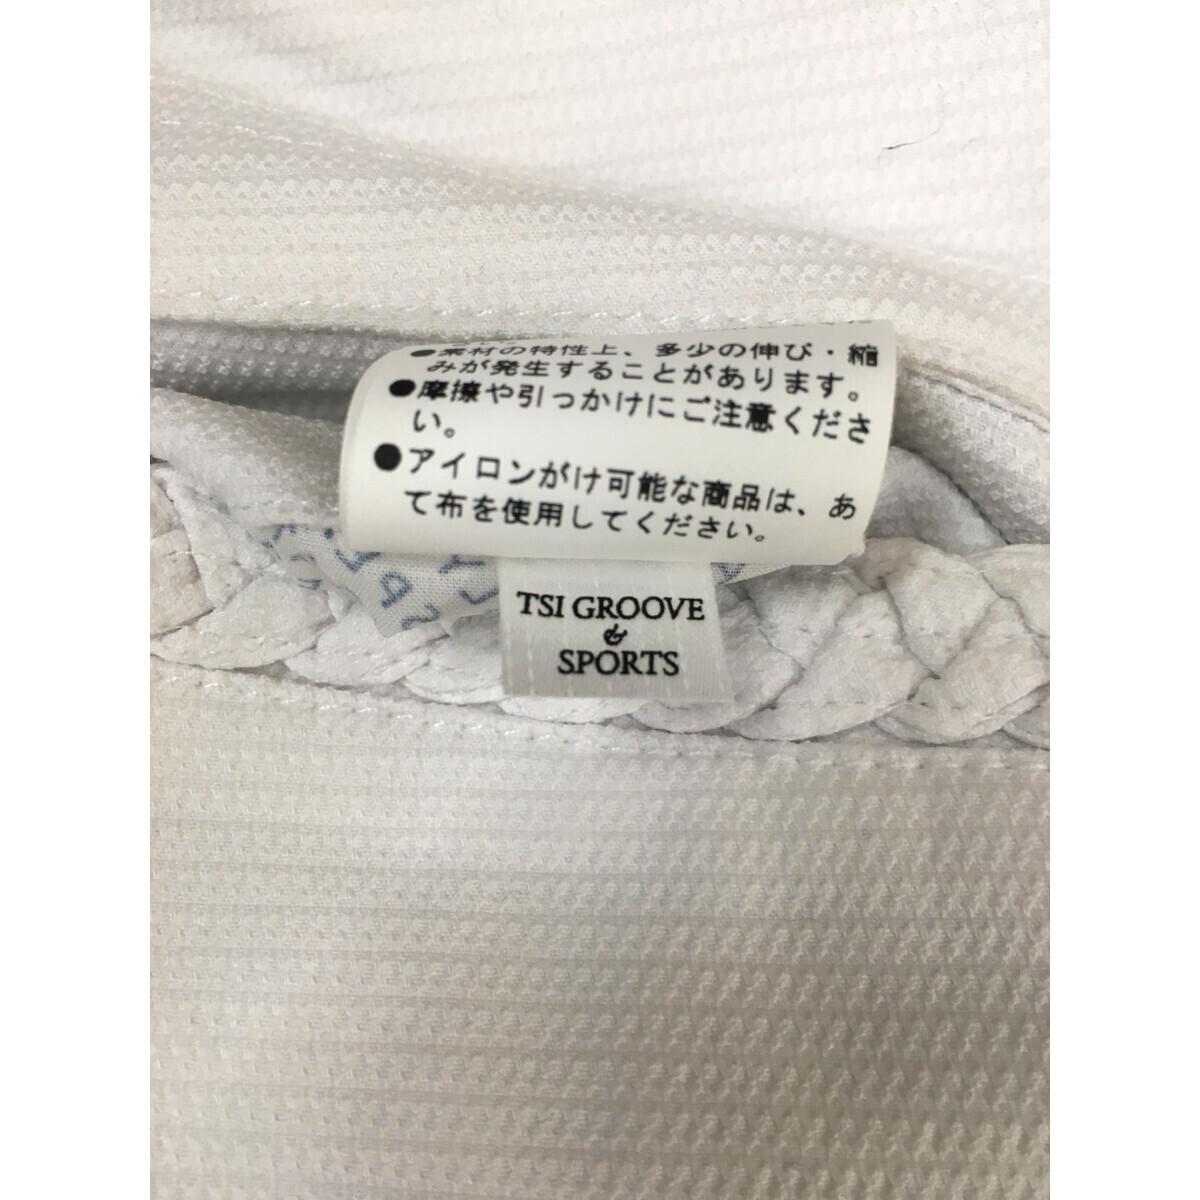 ●素材の特性上、多少の伸び・縮
みが発生することがあります。
●摩擦や引っかけにご注意くださ
い。
●アイロンがけ可能な商品は、あ
て布を使用してください。
TSI GROOVE
&
SPORTS